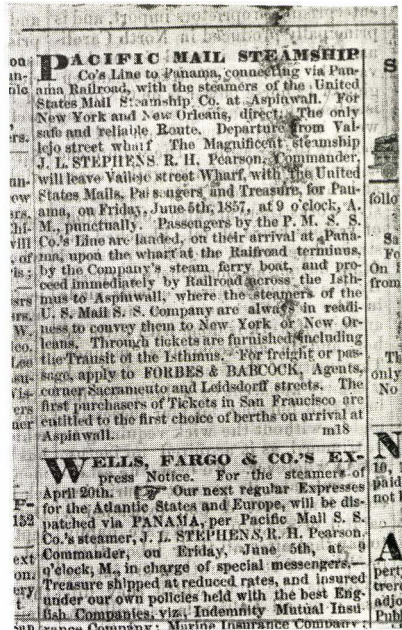 PACIFIC MAIL STEAMSHIP
Co's Line to Panama, connecting via Pan-
ama Railroad, with the steamers of the United
States Mail Steamship Co. at Aspinwall. For
New York and New Orleans, direct. The only
safe and reliable Route. Departure from Val-
lejo street wharf The Magnificent steamship
J. L. STEPHENS, R. H. Pearson, Commander,
will leave Vallejo street Wharf, with the United
States Mails, Passengers, and Treasure, for Pan-
ama, on Friday, June 5th, 1857, at 9 o'clock, A.
M., punctually. Passengers by the P. M. S. S.
Co.'s Line are landed, on their arrival at Pana-
ma, upon the wharf at the Railroad terminus,
by the Company's steam ferry boat, and pro-
ceed immediately by Railroad across the Isth-
mus to Aspinwall, where the steamers of the
U. S. Mail S. S. Company are always in readi-
ness to convey them to New York or New Or-
leans. Through tickets are furnished, including
the Transit of the Isthmus. For freight or pas-
sage, apply to FORBES & BABCOCK, Agents,
corner Sacramento and Leidsdorff streets. The
first purchasers of Tickets in San Francisco are
entitled to the first choice of berths on arrival at
Aspinwall. m18
WELLS, FARGO & CO.'S EX-
press Notice. For the steamers of
April 20th. ☞ Our next regular Expresses
for the Atlantic States and Europe, will be dis-
patched via PANAMA, per Pacific Mail S. S.
Co.'s steamer, J. L. STEPHENS, R. H. Pearson,
Commander, on Friday, June 5th, at 9
o'clock, M., in charge of special messengers.—
Treasure shipped at reduced rates, and insured
under our own policies held with the best Eng-
lish Companies, viz., Indemnity Mutual Insu
rance Company; Marine Insurance Company;